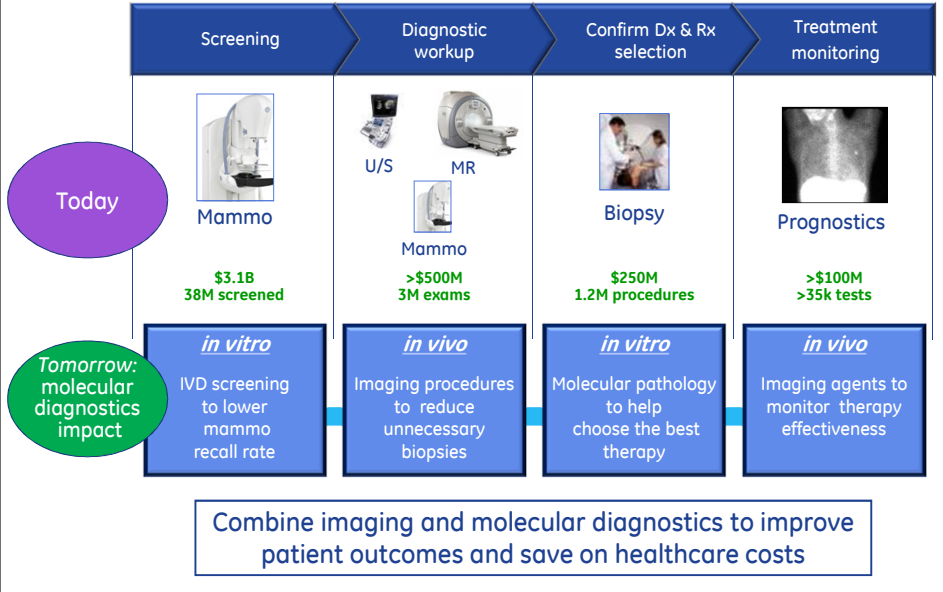 Screening
Diagnostic
workup
Confirm Dx & Rx
selection
Treatment
monitoring
Today
Mammo
U/S
MR
Mammo
Biopsy
Prognostics
$3.1B
38M screened
>$500M
3M exams
$250M
1.2M procedures
>$100M
>35k tests
Tomorrow:
molecular
diagnostics
impact
in vitro
IVD screening
to lower
mammo
recall rate
in vivo
Imaging procedures
to reduce
unnecessary
biopsies
in vitro
Molecular pathology
to help
choose the best
therapy
in vivo
Imaging agents to
monitor therapy
effectiveness
Combine imaging and molecular diagnostics to improve
patient outcomes and save on healthcare costs